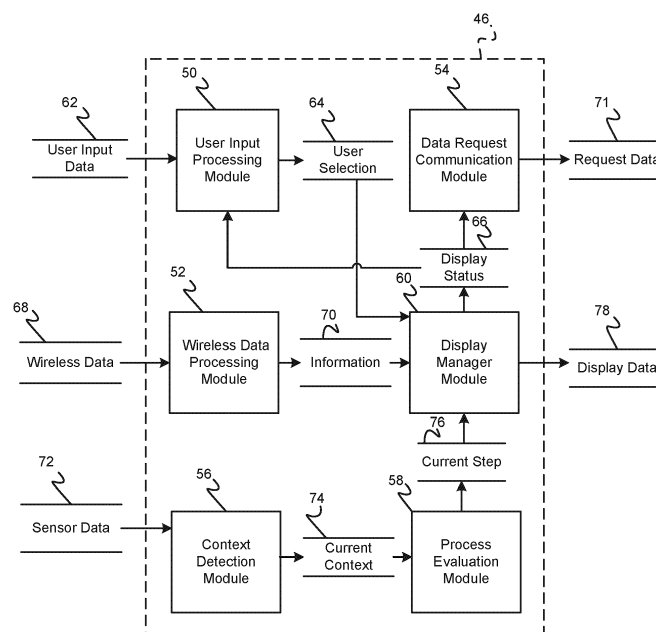 46
50
54
62
64
71
User Input
Data
User Input
Processing
Module
User
Selection
Data Request
Communication
Module
Request Data
66
Display
Status
52
60
68
70
78
Wireless Data
Wireless Data
Processing
Module
Information
Display
Manager
Module
Display Data
76
Current Step
72
56
74
58
Sensor Data
Context
Detection
Module
Current
Context
Process
Evaluation
Module